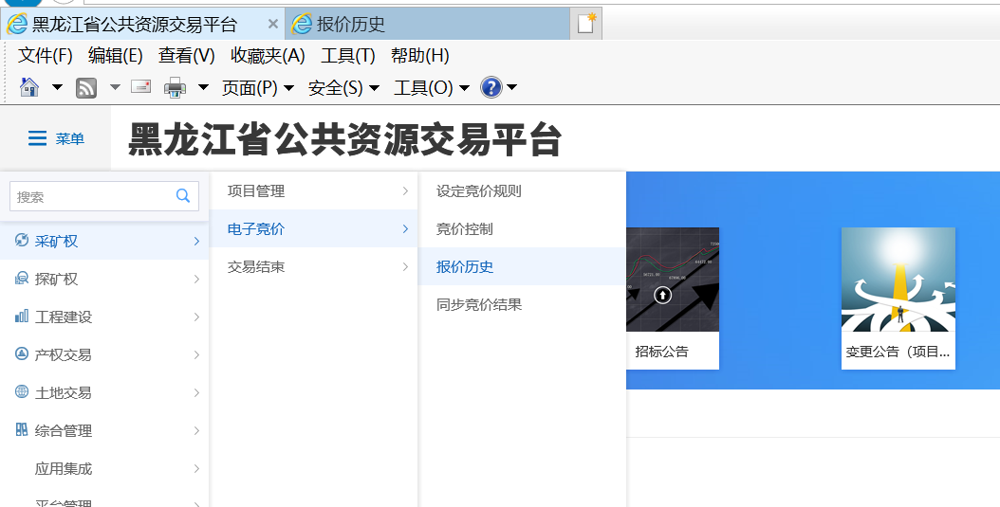 黑龙江省公共资源交易平台
报价历史
文件(F) 编辑(E) 查看(V) 收藏夹(A) 工具(T) 帮助(H)
页面(P) 安全(S) 工具(O)
菜单
黑龙江省公共资源交易平台
搜索
采矿权
探矿权
工程建设
产权交易
土地交易
综合管理
应用集成
平台管理
项目管理
电子竞价
交易结束
设定竞价规则
竞价控制
报价历史
同步竞价结果
招标公告
变更公告（项目...